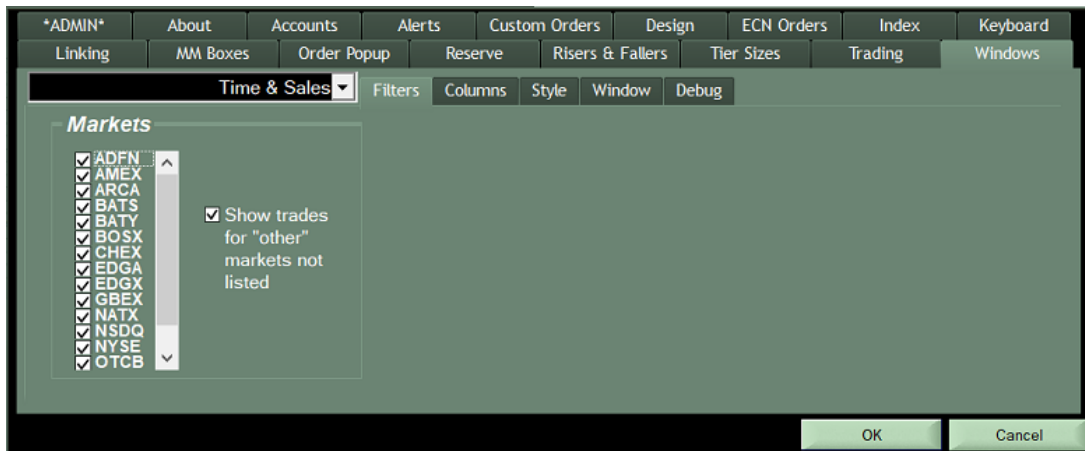 *ADMIN* About Accounts Alerts Custom Orders Design ECN Orders Index Keyboard
Linking MM Boxes Order Popup Reserve Risers & Fallers Tier Sizes Trading Windows
Time & Sales Filters Columns Style Window Debug
Markets
ADFN
AMEX
ARCA
BATS
BATY
BOSX
CHEX
EDGA
EDGX
GBEX
NATX
NSDQ
NYSE
OTCB
Show trades
for "other"
markets not
listed
OK Cancel